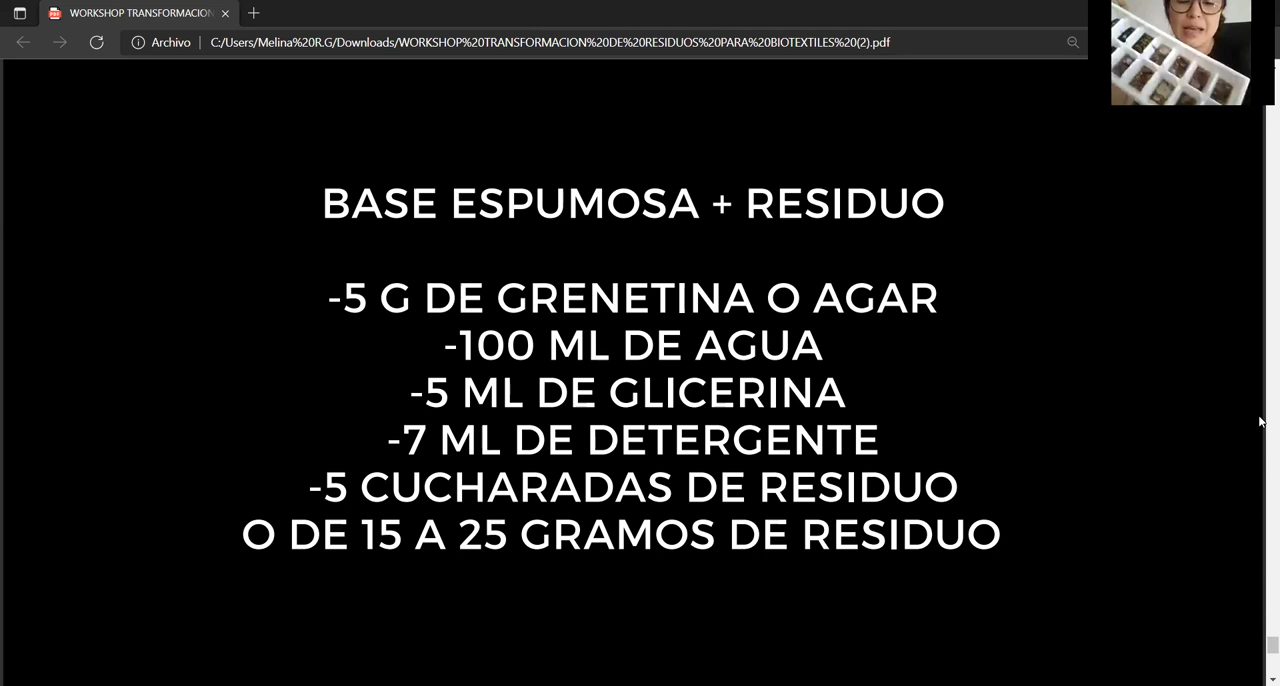 WORKSHOP TRANSFORMACION
Archivo
C:/Users/Melina%20R.G/Downloads/WORKSHOP%20TRANSFORMACION%20DE%20RESIDUOS%20PARA%20BIOTEXTILES%20(2).pdf
BASE ESPUMOSA + RESIDUO
-5 G DE GRENETINA O AGAR
-100 ML DE AGUA
-5 ML DE GLICERINA
-7 ML DE DETERGENTE
-5 CUCHARADAS DE RESIDUO
O DE 15 A 25 GRAMOS DE RESIDUO